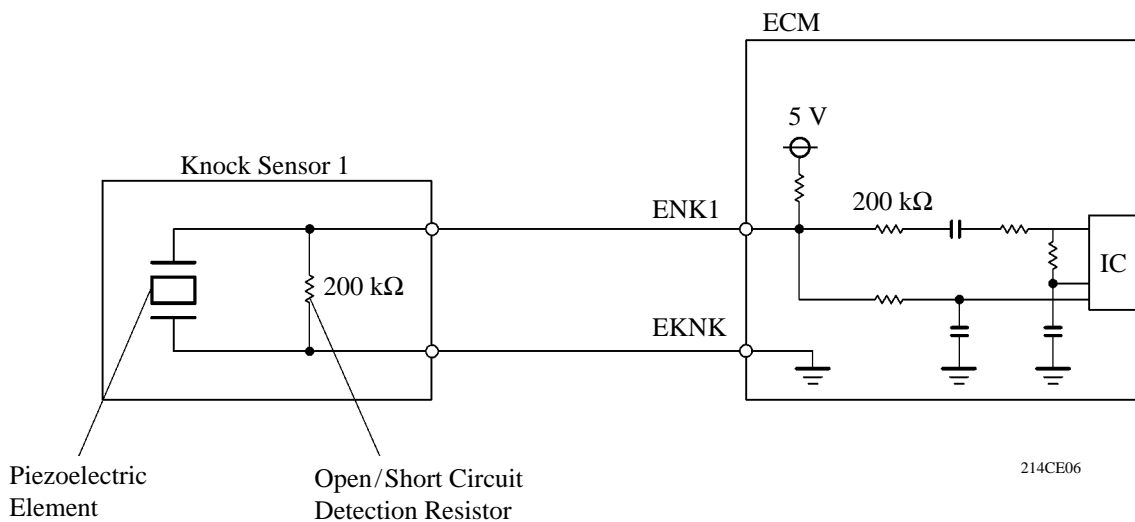 ECM
5 V
Knock Sensor 1
ENK1
200 kΩ
IC
200 kΩ
EKNK
Piezoelectric
Element
Open/Short Circuit
Detection Resistor
214CE06